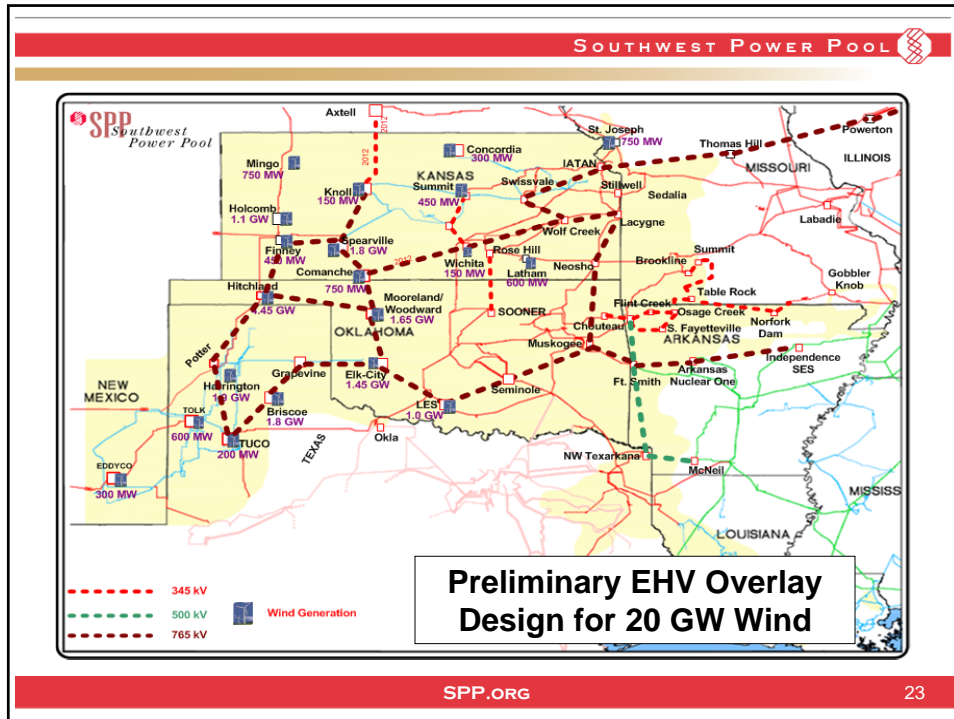 SOUTHWEST POWER POOL
SPP
Southwest
Power Pool
Axtell
2012
2012
St. Joseph
750 MW
Powerton
Thomas Hill
ILLINOIS
MISSOURI
Concordia
300 MW
Mingo
750 MW
IATAN
KANSAS
Knoll
150 MW
Summit
450 MW
Swissvale
Stillwell
Sedalia
Labadie
Holcomb
1.1 GW
Lacygne
Wolf Creek
Finney
450 MW
Spearville
1.8 GW
2012
Wichita
150 MW
Rose Hill
Latham
600 MW
Neosho
Brookline
Summit
Comanche
750 MW
Gobbler
Knob
Hitchland
4.45 GW
Mooreland/
Woodward
1.65 GW
Table Rock
Flint Creek
Osage Creek
SOONER
OKLAHOMA
Chouteau
S. Fayetteville
Norfork
Dam
ARKANSAS
Muskogee
Independence
SES
Potter
Grapevine
Elk-City
1.45 GW
Arkansas
Nuclear One
Ft. Smith
Seminole
NEW
MEXICO
Harrington
Briscoe
1.8 GW
LES
1.0 GW
TOLK
600 MW
TUCO
200 MW
TEXAS
Okla
NW Texarkana
McNeil
EDDYCO
300 MW
MISSISS
LOUISIANA
345 kV
500 kV
765 kV
Wind Generation
Preliminary EHV Overlay
Design for 20 GW Wind
SPP.ORG
23